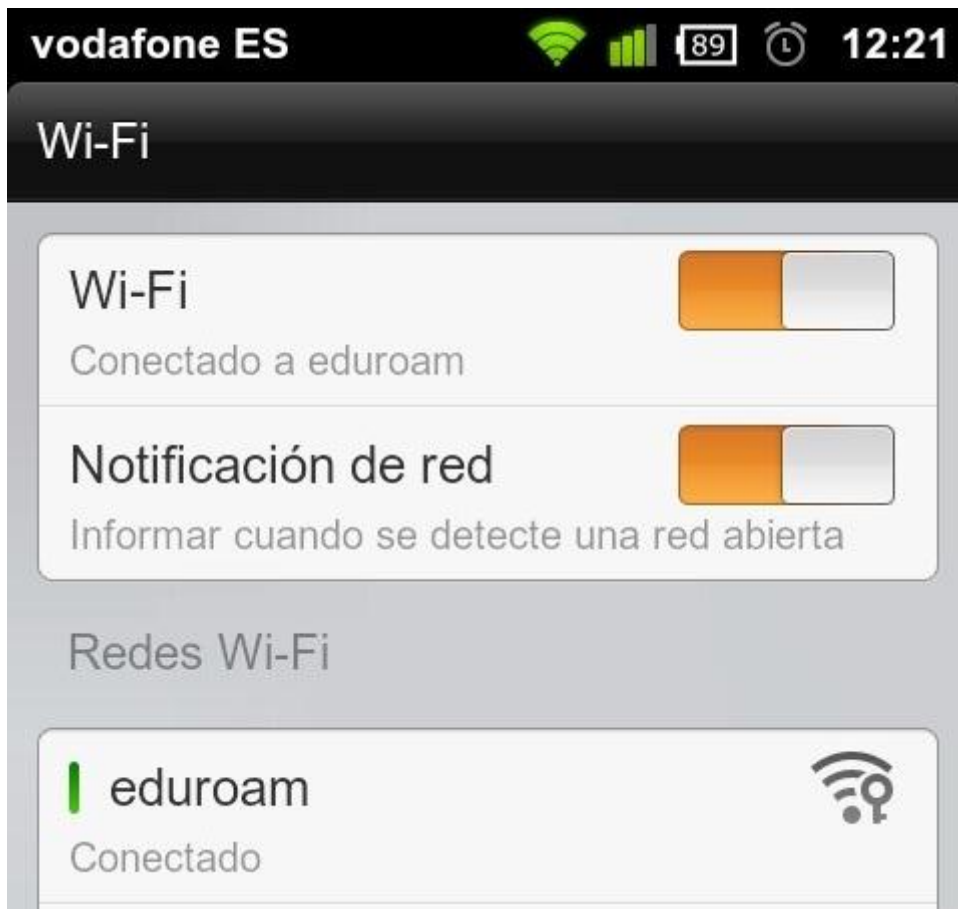 vodafone ES 89 12:21
Wi-Fi
Wi-Fi
Conectado a eduroam
Notificación de red
Informar cuando se detecte una red abierta
Redes Wi-Fi
eduroam
Conectado